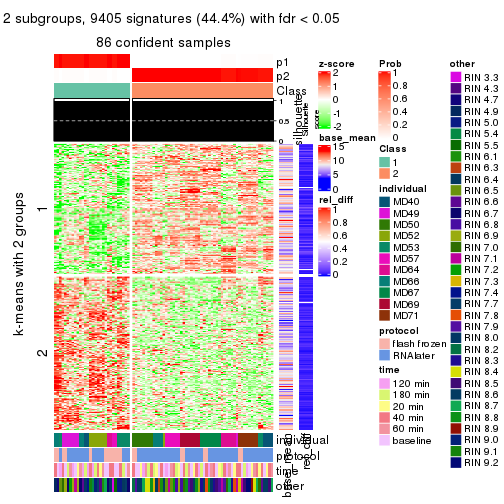 2 subgroups, 9405 signatures (44.4%) with fdr < 0.05
86 confident samples
p1
p2
Class
1
0.5
0
silhouette
silhouette score
k-means with 2 groups
1
2
individual
protocol
time
other
base_mean
rel_diff
z-score
2
1
0
-1
-2
base_mean
15
10
5
0
rel_diff
1
0.8
0.6
0.4
0.2
0
Prob
1
0.8
0.6
0.4
0.2
0
Class
1
2
individual
MD40
MD49
MD50
MD52
MD53
MD57
MD64
MD66
MD67
MD69
MD71
protocol
flash frozen
RNAlater
time
120 min
180 min
20 min
40 min
60 min
baseline
other
RIN 3.3
RIN 4.3
RIN 4.7
RIN 4.9
RIN 5.0
RIN 5.4
RIN 5.5
RIN 6.1
RIN 6.3
RIN 6.4
RIN 6.5
RIN 6.6
RIN 6.7
RIN 6.8
RIN 6.9
RIN 7.0
RIN 7.1
RIN 7.2
RIN 7.3
RIN 7.4
RIN 7.7
RIN 7.8
RIN 7.9
RIN 8.0
RIN 8.2
RIN 8.3
RIN 8.4
RIN 8.5
RIN 8.6
RIN 8.7
RIN 8.8
RIN 8.9
RIN 9.0
RIN 9.1
RIN 9.2